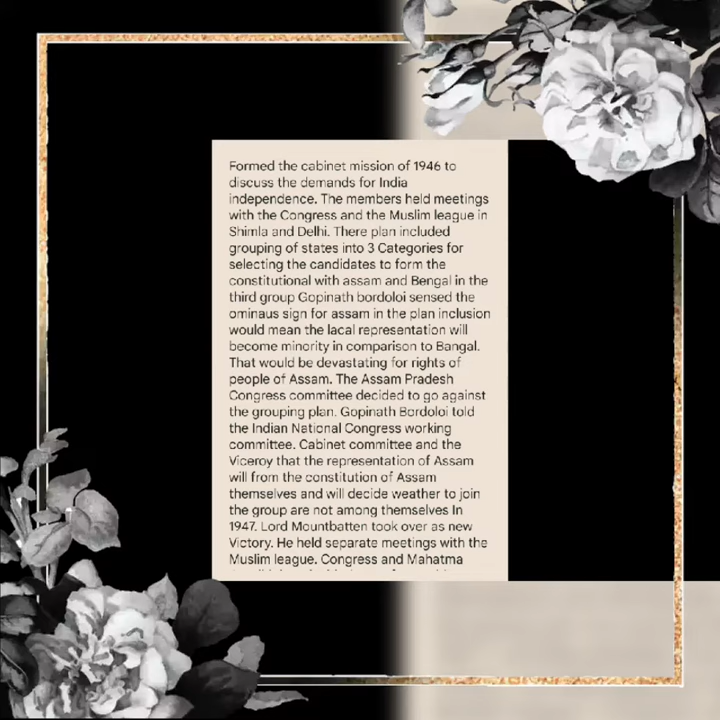 Formed the cabinet mission of 1946 to
discuss the demands for India
independence. The members held meetings
with the Congress and the Muslim league in
Shimla and Delhi. There plan included
grouping of states into 3 Categories for
selecting the candidates to form the
constitutional with assam and Bengal in the
third group Gopinath bordoloi sensed the
ominaus sign for assam in the plan inclusion
would mean the lacal representation will
become minority in comparison to Bangal.
That would be devastating for rights of
people of Assam. The Assam Pradesh
Congress committee decided to go against
the grouping plan. Gopinath Bordoloi told
the Indian National Congress working
committee. Cabinet committee and the
Viceroy that the representation of Assam
will from the constitution of Assam
themselves and will decide weather to join
the group are not among themselves In
1947. Lord Mountbatten took over as new
Victory. He held separate meetings with the
Muslim league. Congress and Mahatma